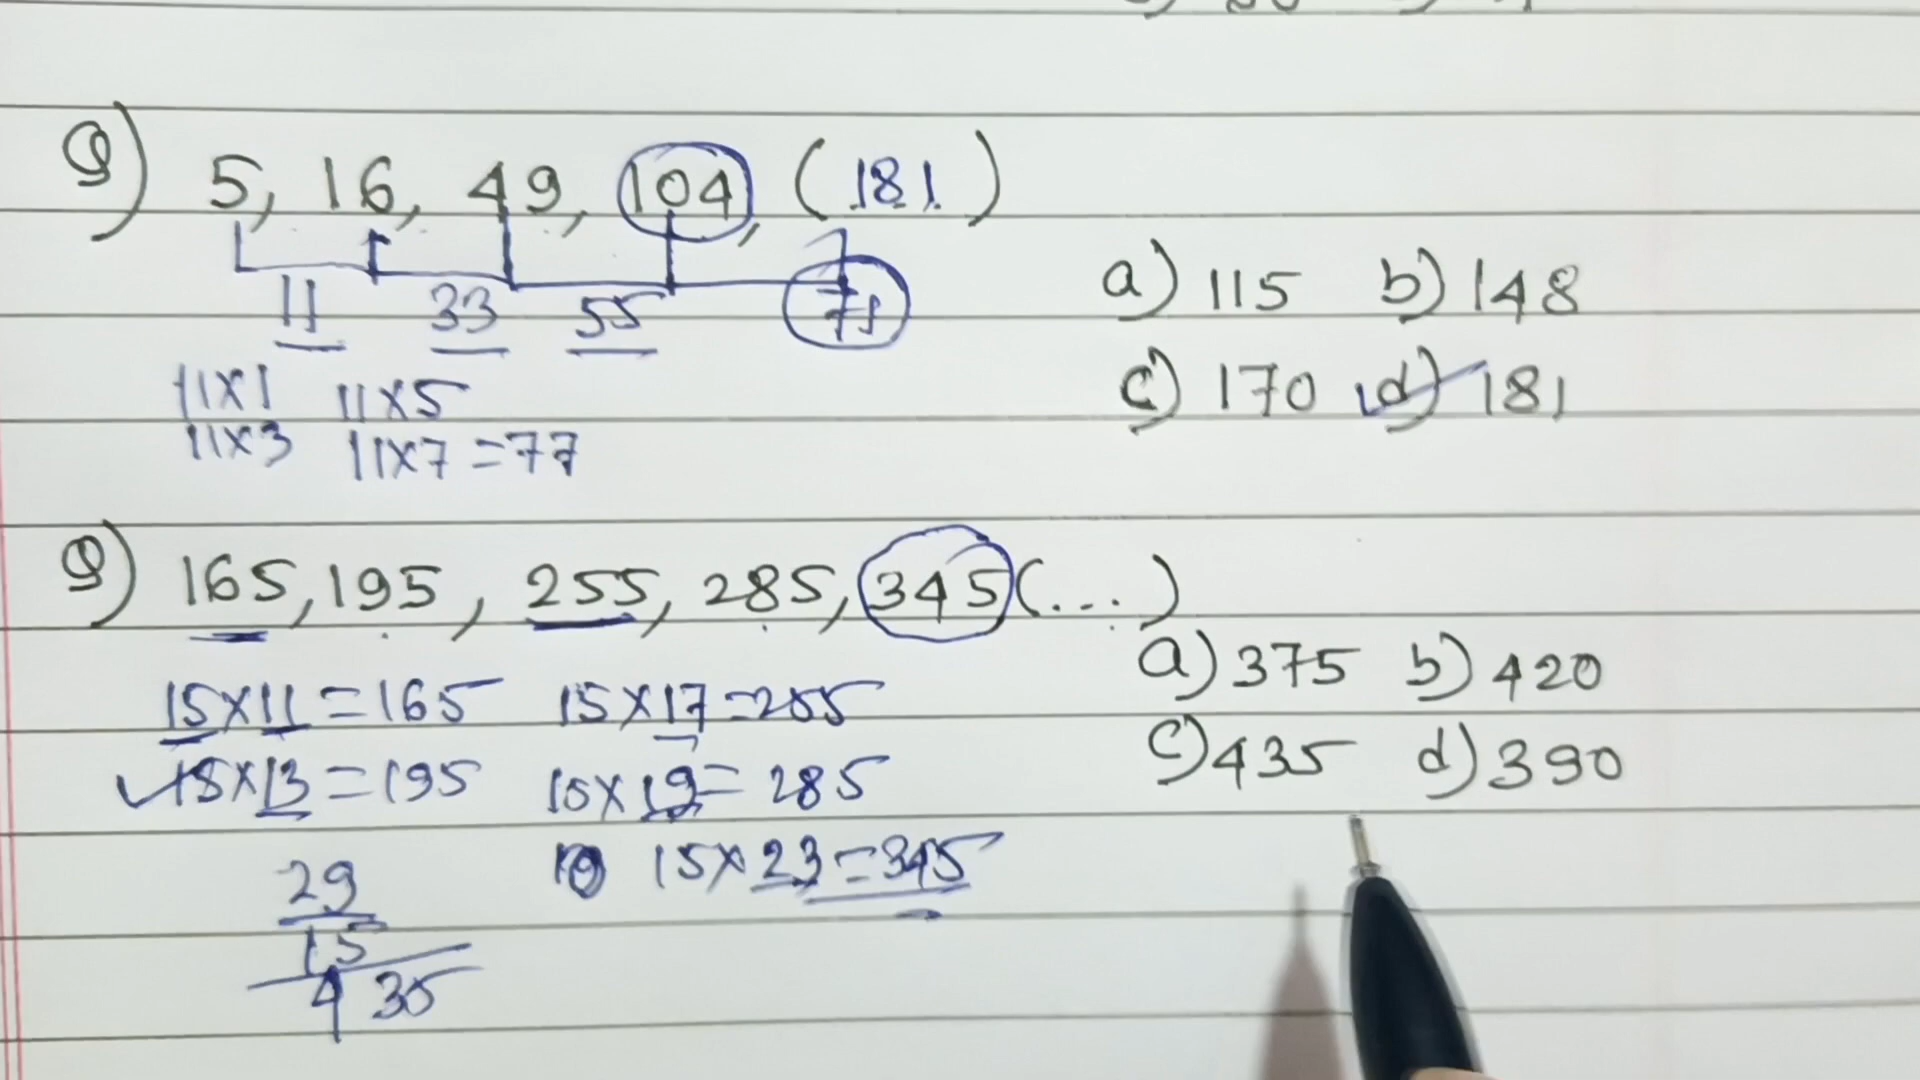 Q) 5, 16, 49, 104, (181)
11 33 55
a) 115 b) 148
c) 170 d) 181
11×1 11×5
11×3 11×7 =77
Q) 165, 195, 255, 285, 345 (...)
a) 375 b) 420
c) 435 d) 390
15×11 = 165 15×17 = 255
15×13 = 195 15×19 = 285
15×23 = 345
29
15
435